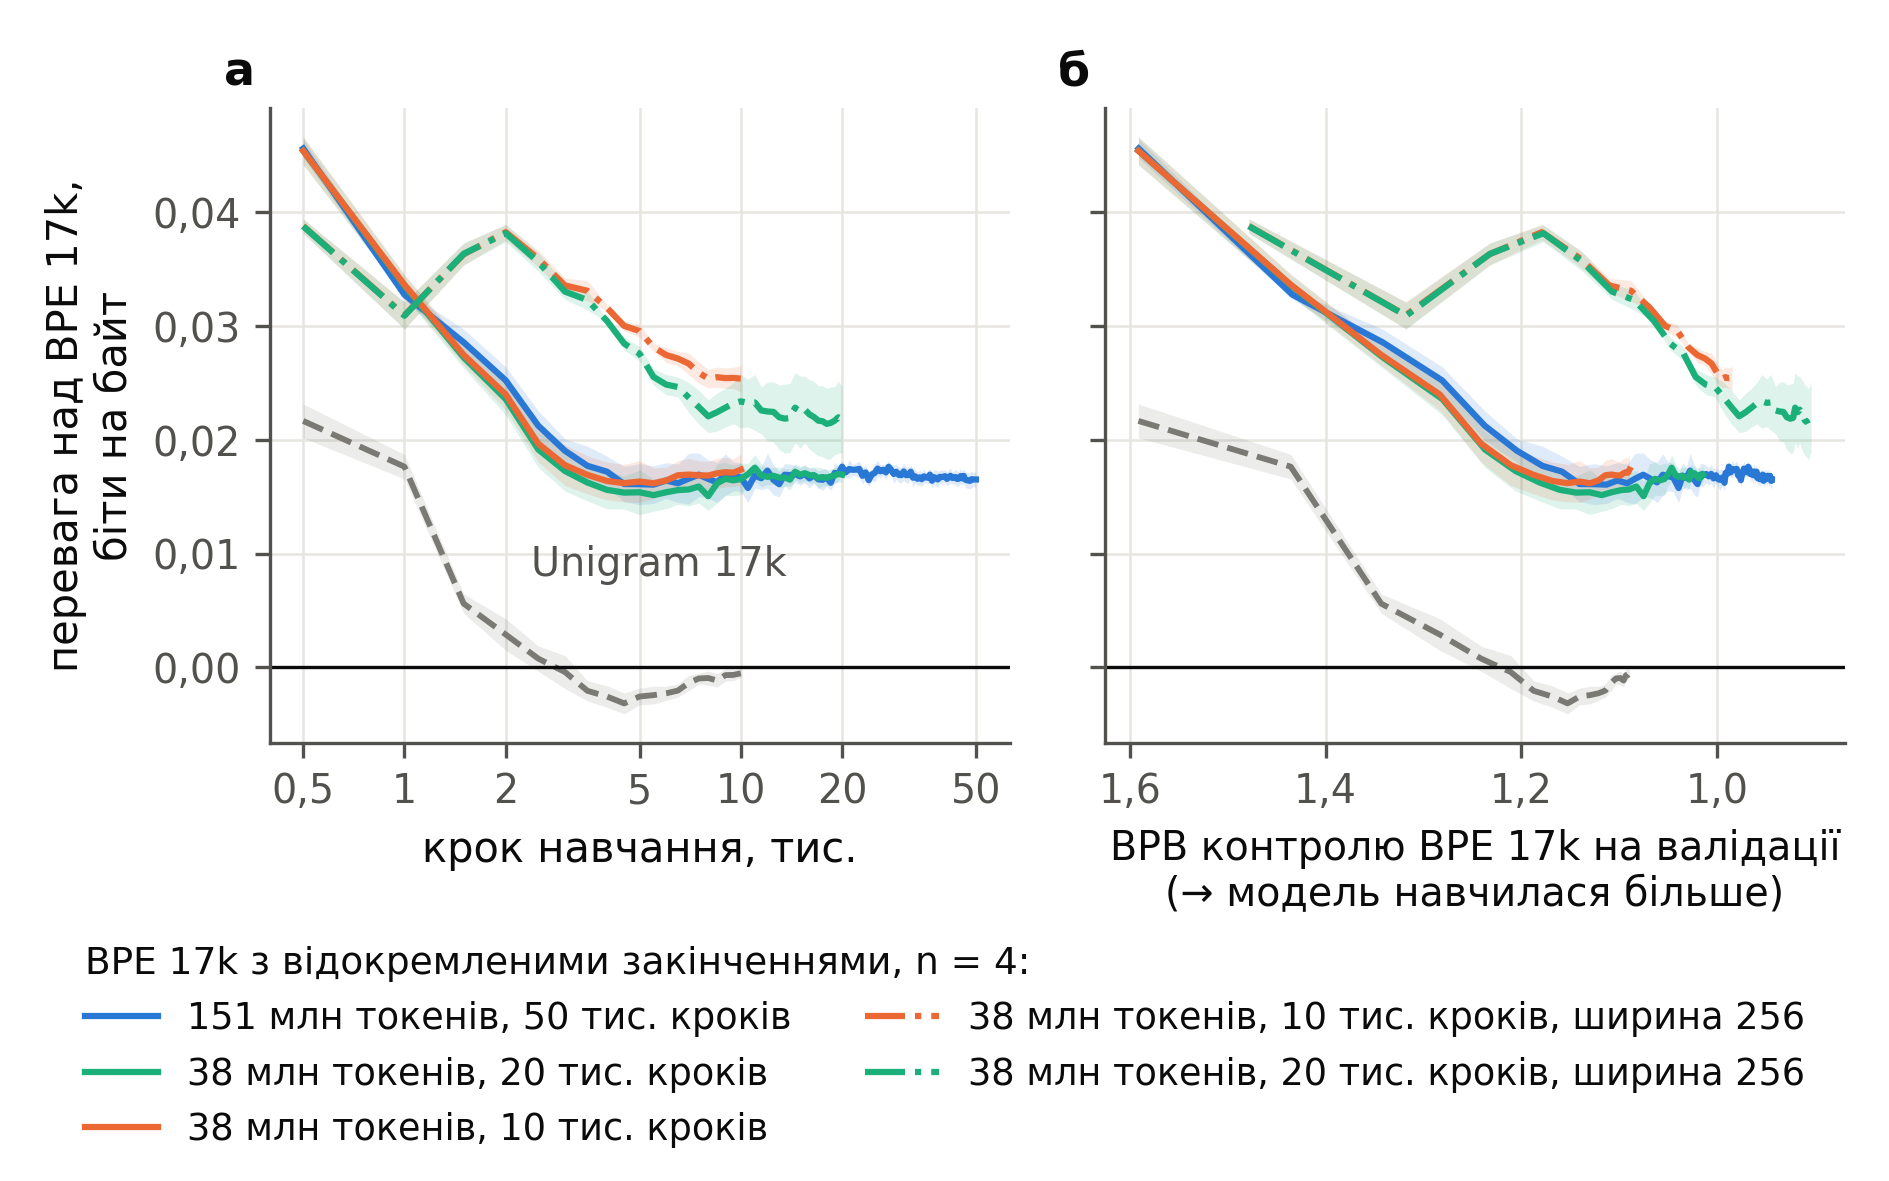 а
б
перевага над BPE 17k,
біти на байт
0,04
0,03
0,02
0,01
0,00
Unigram 17k
0,5 1 2 5 10 20 50
1,6 1,4 1,2 1,0
крок навчання, тис.
BPB контролю BPE 17k на валідації
(→ модель навчилася більше)
BPE 17k з відокремленими закінченнями, n = 4:
151 млн токенів, 50 тис. кроків
38 млн токенів, 20 тис. кроків
38 млн токенів, 10 тис. кроків
38 млн токенів, 10 тис. кроків, ширина 256
38 млн токенів, 20 тис. кроків, ширина 256